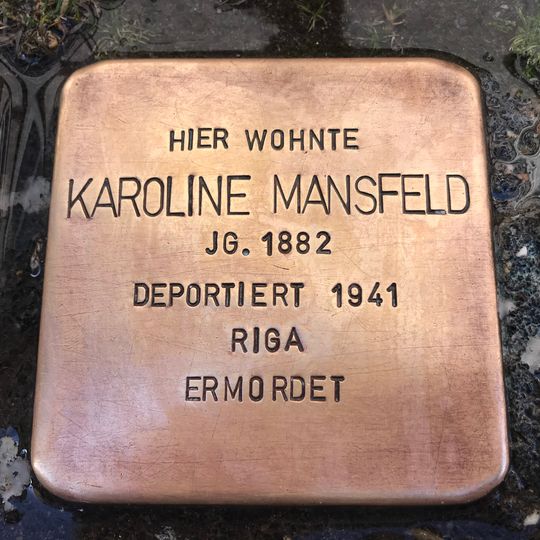 HIER WOHNTE
KAROLINE MANSFELD
JG. 1882
DEPORTIERT 1941
RIGA
ERMORDET